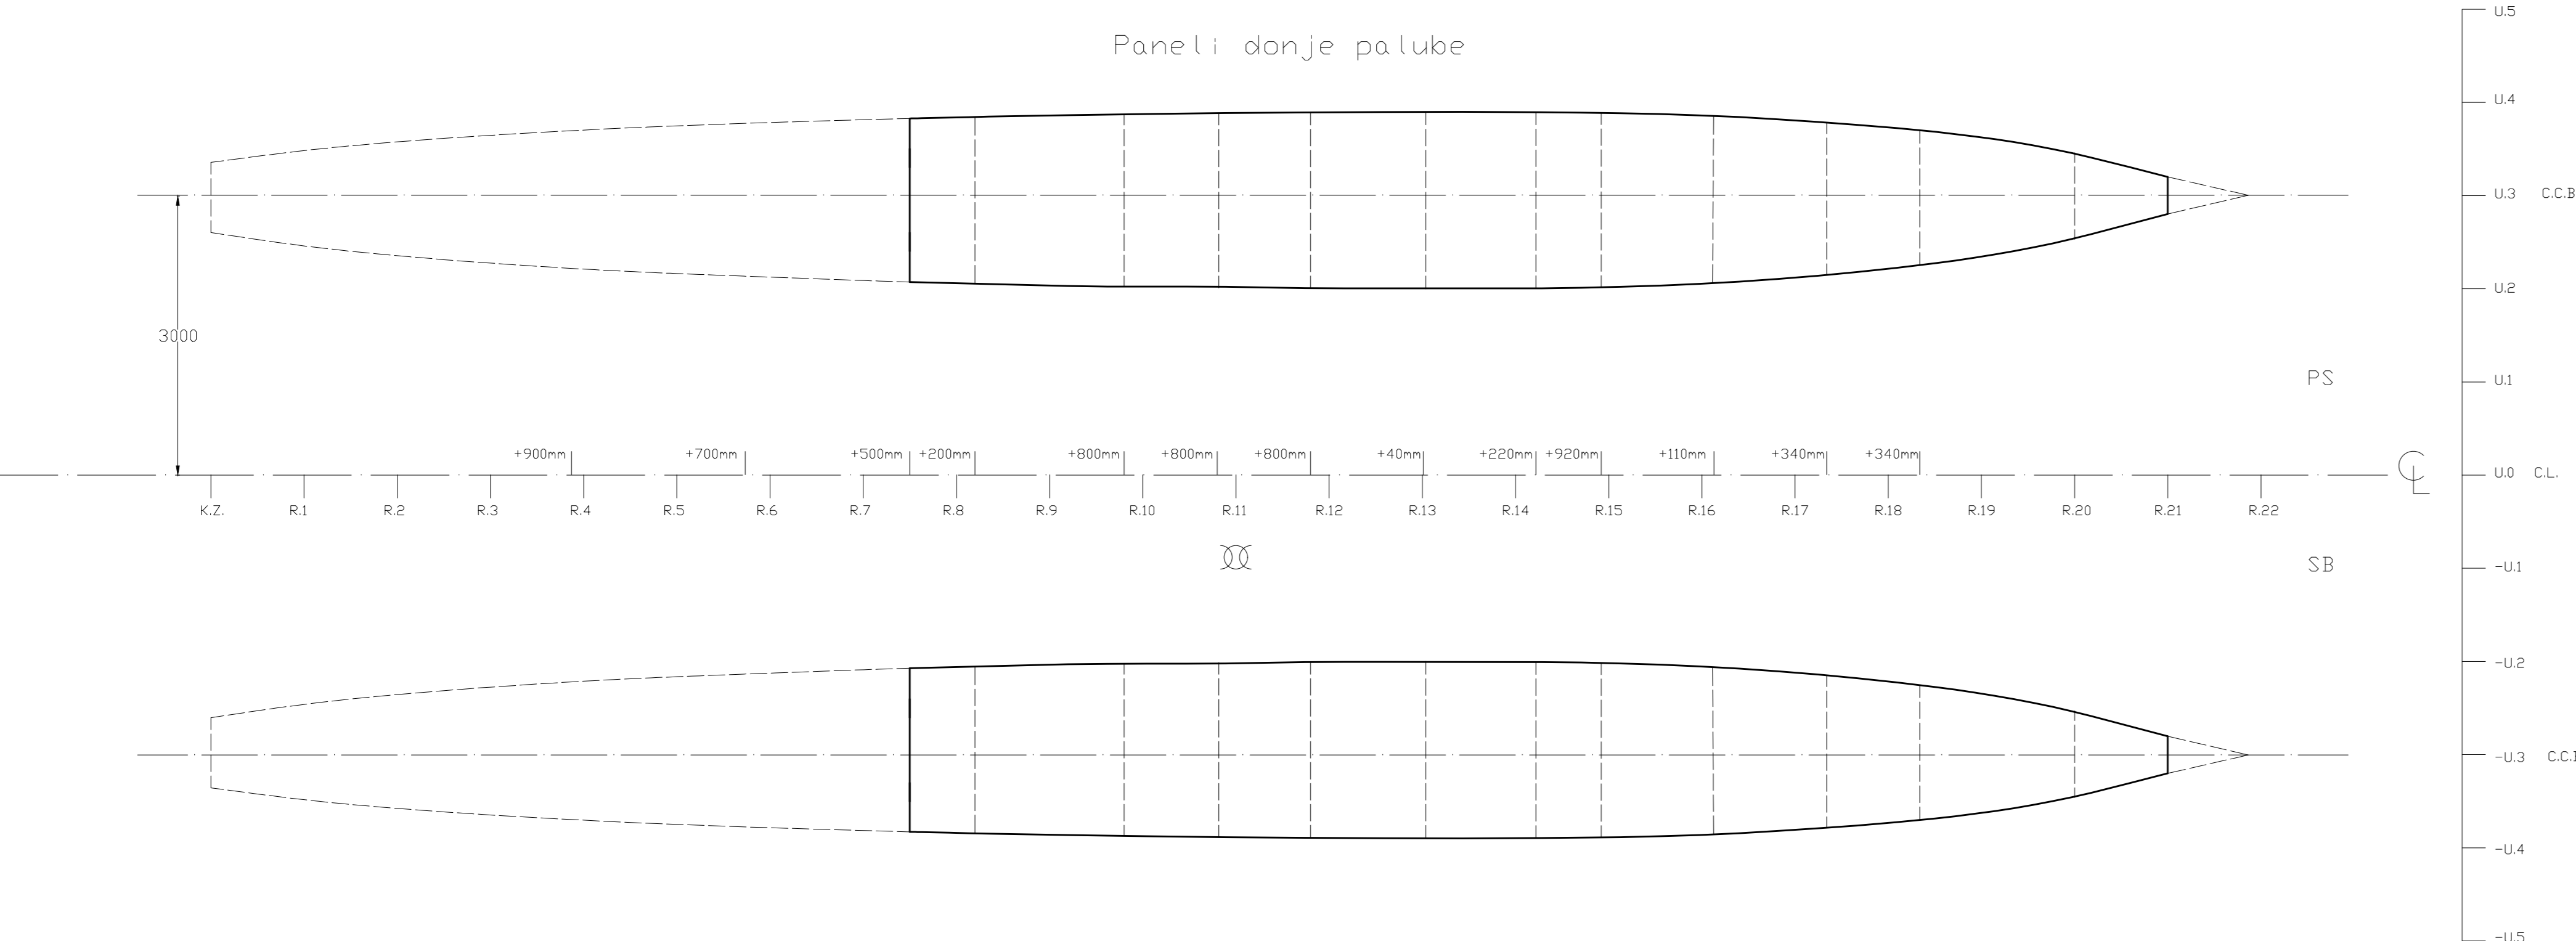 Paneli donje palube
U.5
U.4
U.3 C.C.B
U.2
3000
PS U.1
+900mm +700mm +500mm +200mm +800mm +800mm +800mm +40mm +220mm +920mm +110mm +340mm +340mm
U.0 C.L.
K.Z. R.1 R.2 R.3 R.4 R.5 R.6 R.7 R.8 R.9 R.10 R.11 R.12 R.13 R.14 R.15 R.16 R.17 R.18 R.19 R.20 R.21 R.22
SB -U.1
-U.2
-U.3
-U.4
-U.5